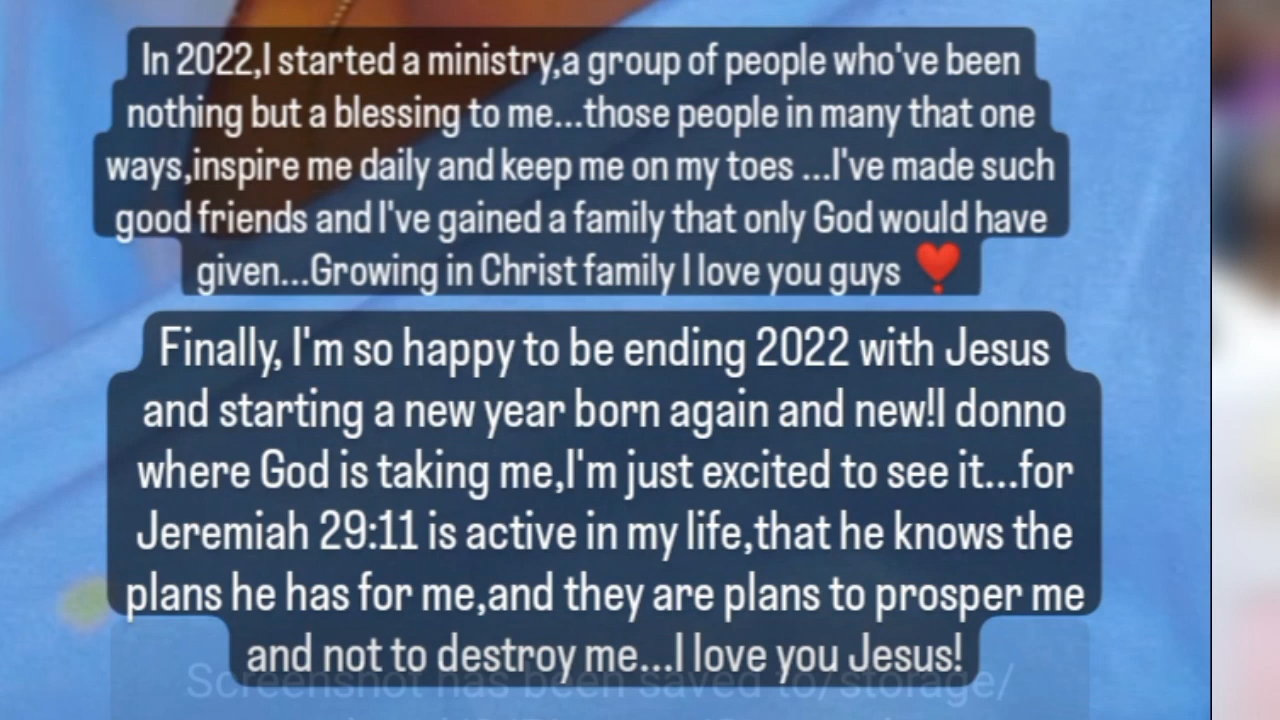 In 2022,I started a ministry,a group of people who've been
nothing but a blessing to me...those people in many that one
ways,inspire me daily and keep me on my toes ...I've made such
good friends and I've gained a family that only God would have
given...Growing in Christ family I love you guys ❣️
Finally, I'm so happy to be ending 2022 with Jesus
and starting a new year born again and new!I donno
where God is taking me,I'm just excited to see it...for
Jeremiah 29:11 is active in my life,that he knows the
plans he has for me,and they are plans to prosper me
and not to destroy me...I love you Jesus!
Screenshot has been saved to/storage/